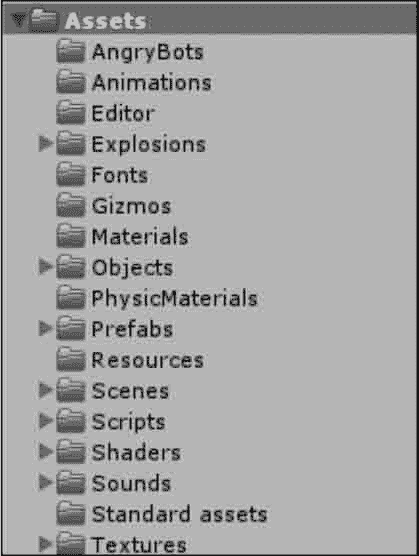 Assets
AngryBots
Animations
Editor
Explosions
Fonts
Gizmos
Materials
Objects
PhysicMaterials
Prefabs
Resources
Scenes
Scripts
Shaders
Sounds
Standard assets
Textures